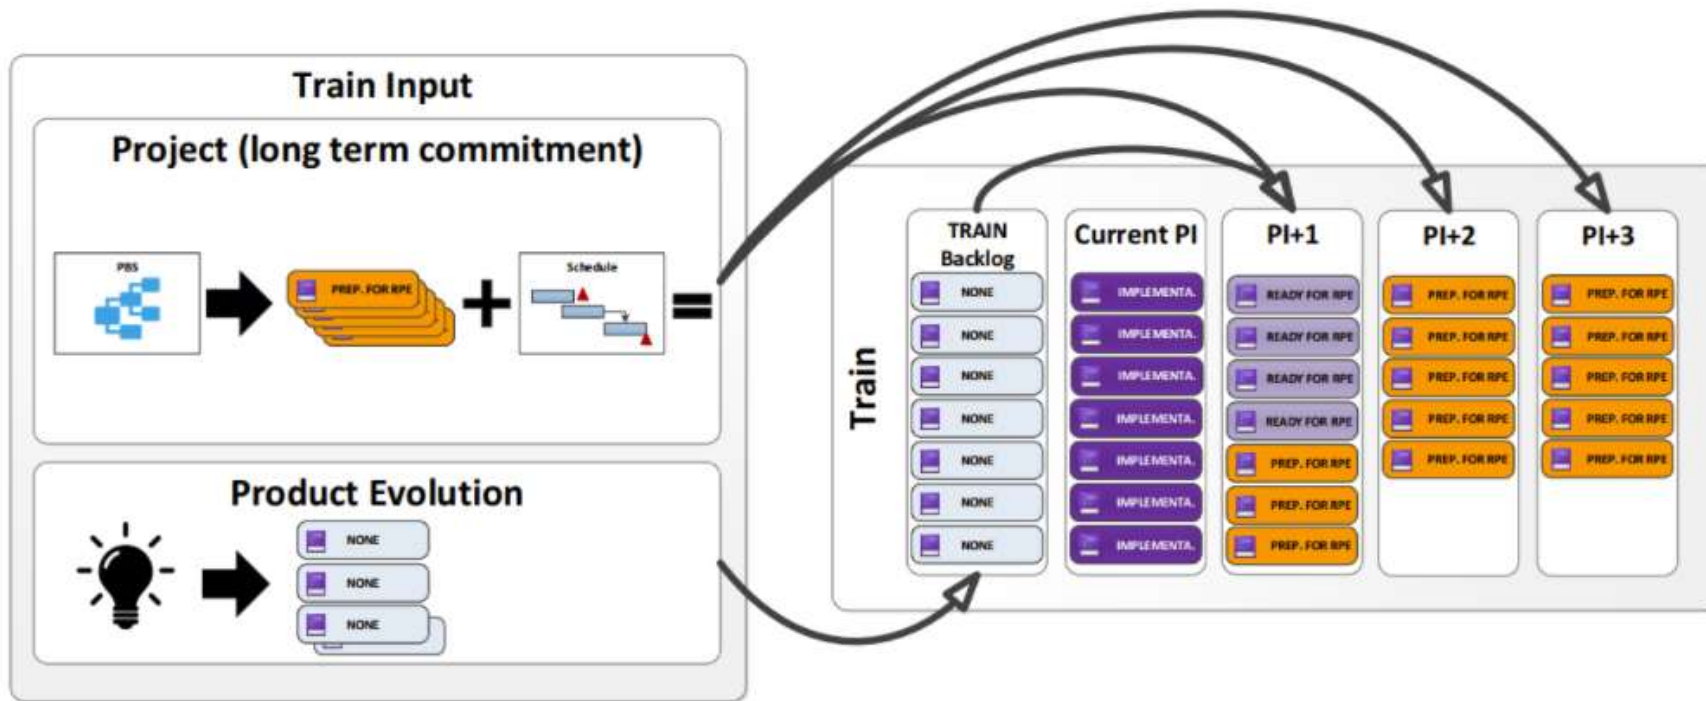 Train Input
Project (long term commitment)
PBS
PREP. FOR RPE
Schedule
Product Evolution
NONE
NONE
NONE
Train
TRAIN
Backlog
NONE
NONE
NONE
NONE
NONE
NONE
NONE
Current PI
IMPLEMENTA.
IMPLEMENTA.
IMPLEMENTA.
IMPLEMENTA.
IMPLEMENTA.
IMPLEMENTA.
IMPLEMENTA.
PI+1
READY FOR RPE
READY FOR RPE
READY FOR RPE
READY FOR RPE
PREP. FOR RPE
PREP. FOR RPE
PREP. FOR RPE
PI+2
PREP. FOR RPE
PREP. FOR RPE
PREP. FOR RPE
PREP. FOR RPE
PREP. FOR RPE
PI+3
PREP. FOR RPE
PREP. FOR RPE
PREP. FOR RPE
PREP. FOR RPE
PREP. FOR RPE